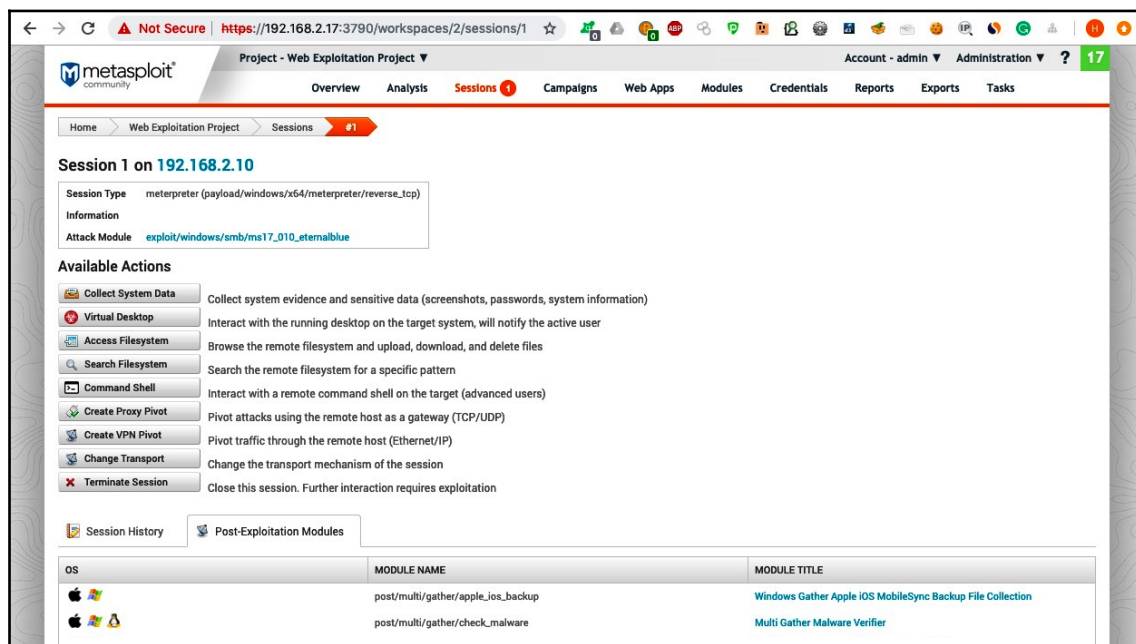 Not Secure https://192.168.2.17:3790/workspaces/2/sessions/1
0 0 ABP H
metasploit®
community
Project - Web Exploitation Project ▼ Account - admin ▼ Administration ▼ ? 17
Overview Analysis Sessions 1 Campaigns Web Apps Modules Credentials Reports Exports Tasks
Home Web Exploitation Project Sessions #1
Session 1 on 192.168.2.10
Session Type meterpreter (payload/windows/x64/meterpreter/reverse_tcp)
Information
Attack Module exploit/windows/smb/ms17_010_eternalblue
Available Actions
Collect System Data Collect system evidence and sensitive data (screenshots, passwords, system information)
Virtual Desktop Interact with the running desktop on the target system, will notify the active user
Access Filesystem Browse the remote filesystem and upload, download, and delete files
Search Filesystem Search the remote filesystem for a specific pattern
Command Shell Interact with a remote command shell on the target (advanced users)
Create Proxy Pivot Pivot attacks using the remote host as a gateway (TCP/UDP)
Create VPN Pivot Pivot traffic through the remote host (Ethernet/IP)
Change Transport Change the transport mechanism of the session
Terminate Session Close this session. Further interaction requires exploitation
Session History Post-Exploitation Modules
OS MODULE NAME MODULE TITLE
post/multi/gather/apple_ios_backup Windows Gather Apple iOS MobileSync Backup File Collection
post/multi/gather/check_malware Multi Gather Malware Verifier